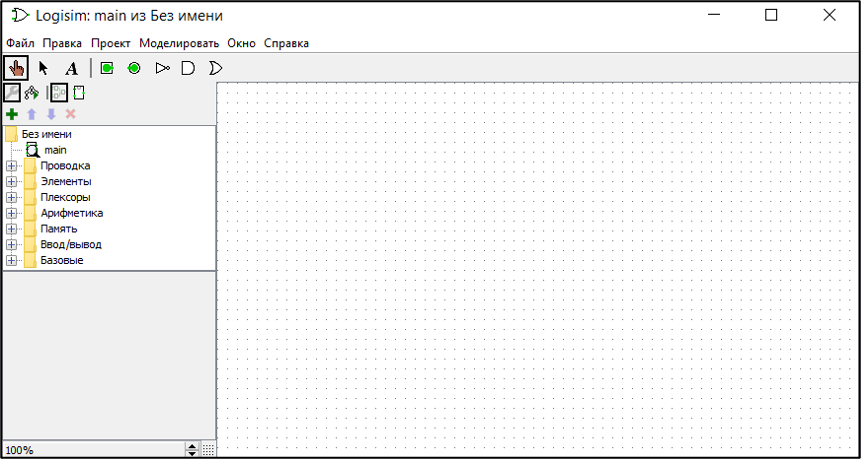 Logisim: main из Без имени
Файл Правка Проект Моделировать Окно Справка
A
Без имени
main
Проводка
Элементы
Плексоры
Арифметика
Память
Ввод/вывод
Базовые
100%